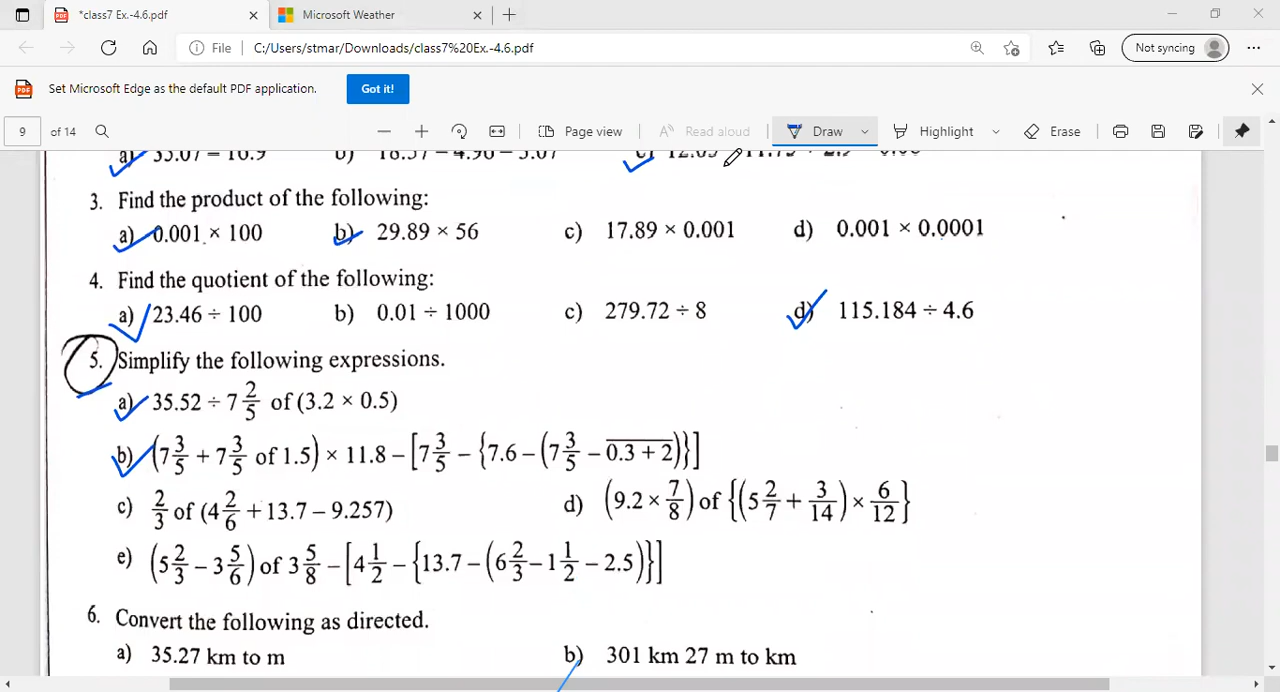 *class7 Ex.-4.6.pdf
Microsoft Weather
File | C:/Users/stmar/Downloads/class7%20Ex.-4.6.pdf
Not syncing
Set Microsoft Edge as the default PDF application. Got it!
9 of 14 Page view Read aloud Draw Highlight Erase
a) 35.07 – 16.9 b) c)
3. Find the product of the following:
a) 0.001 × 100 b) 29.89 × 56 c) 17.89 × 0.001 d) 0.001 × 0.0001
4. Find the quotient of the following:
a) 23.46 ÷ 100 b) 0.01 ÷ 1000 c) 279.72 ÷ 8 d) 115.184 ÷ 4.6
5. Simplify the following expressions.
a) 35.52 ÷ 7 2/5 of (3.2 × 0.5)
b) (7 3/5 + 7 3/5 of 1.5) × 11.8 – [7 3/5 – {7.6 – (7 3/5 – 0.3 + 2)}]
c) 2/3 of (4 2/6 + 13.7 – 9.257) d) (9.2 × 7/8) of {(5 2/7 + 3/14) × 6/12}
e) (5 2/3 – 3 5/6) of 3 5/8 – [4 1/2 – {13.7 – (6 2/3 – 1 1/2 – 2.5)}]
6. Convert the following as directed.
a) 35.27 km to m b) 301 km 27 m to km